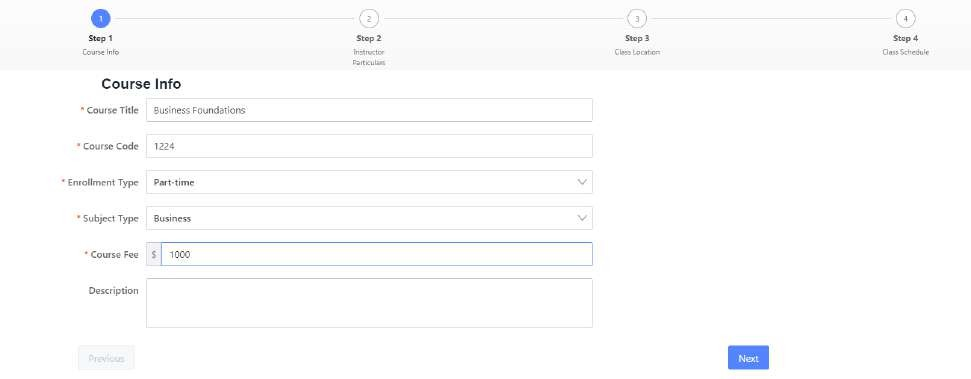 1 2 3 4
Step 1 Step 2 Step 3 Step 4
Course Info Instructor Particulars Class Location Class Schedule
Course Info
* Course Title Business Foundations
* Course Code 1224
* Enrollment Type Part-time
* Subject Type Business
* Course Fee $ 1000
Description
Previous Next